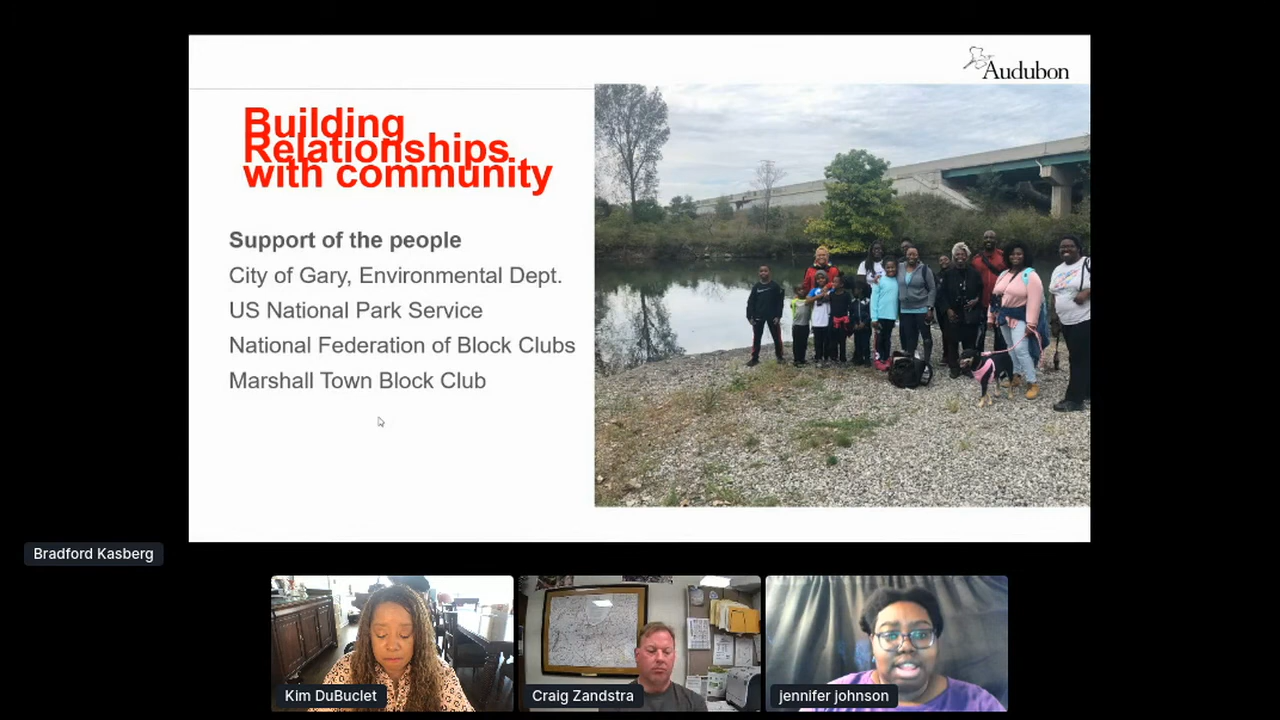 Audubon
Building
Relationships
with community
Support of the people
City of Gary, Environmental Dept.
US National Park Service
National Federation of Block Clubs
Marshall Town Block Club
Bradford Kasberg
Kim DuBuclet
Craig Zandstra
jennifer johnson